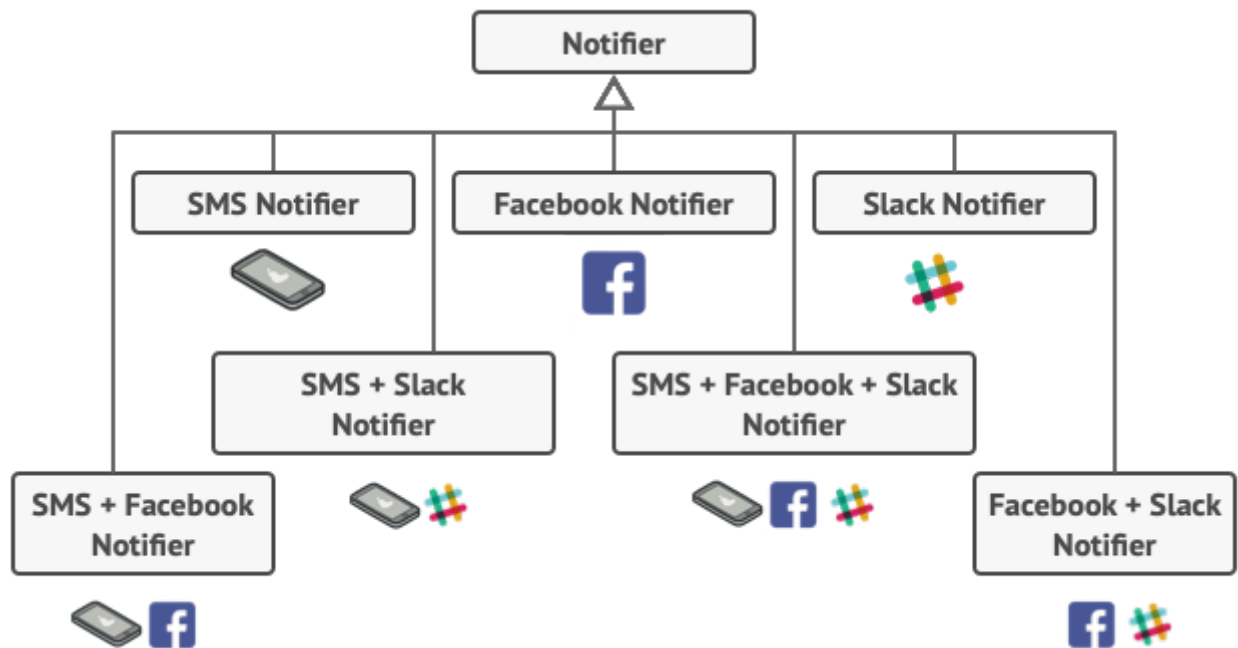 Notifier
SMS Notifier
Facebook Notifier
Slack Notifier
SMS + Slack
Notifier
SMS + Facebook + Slack
Notifier
SMS + Facebook
Notifier
Facebook + Slack
Notifier